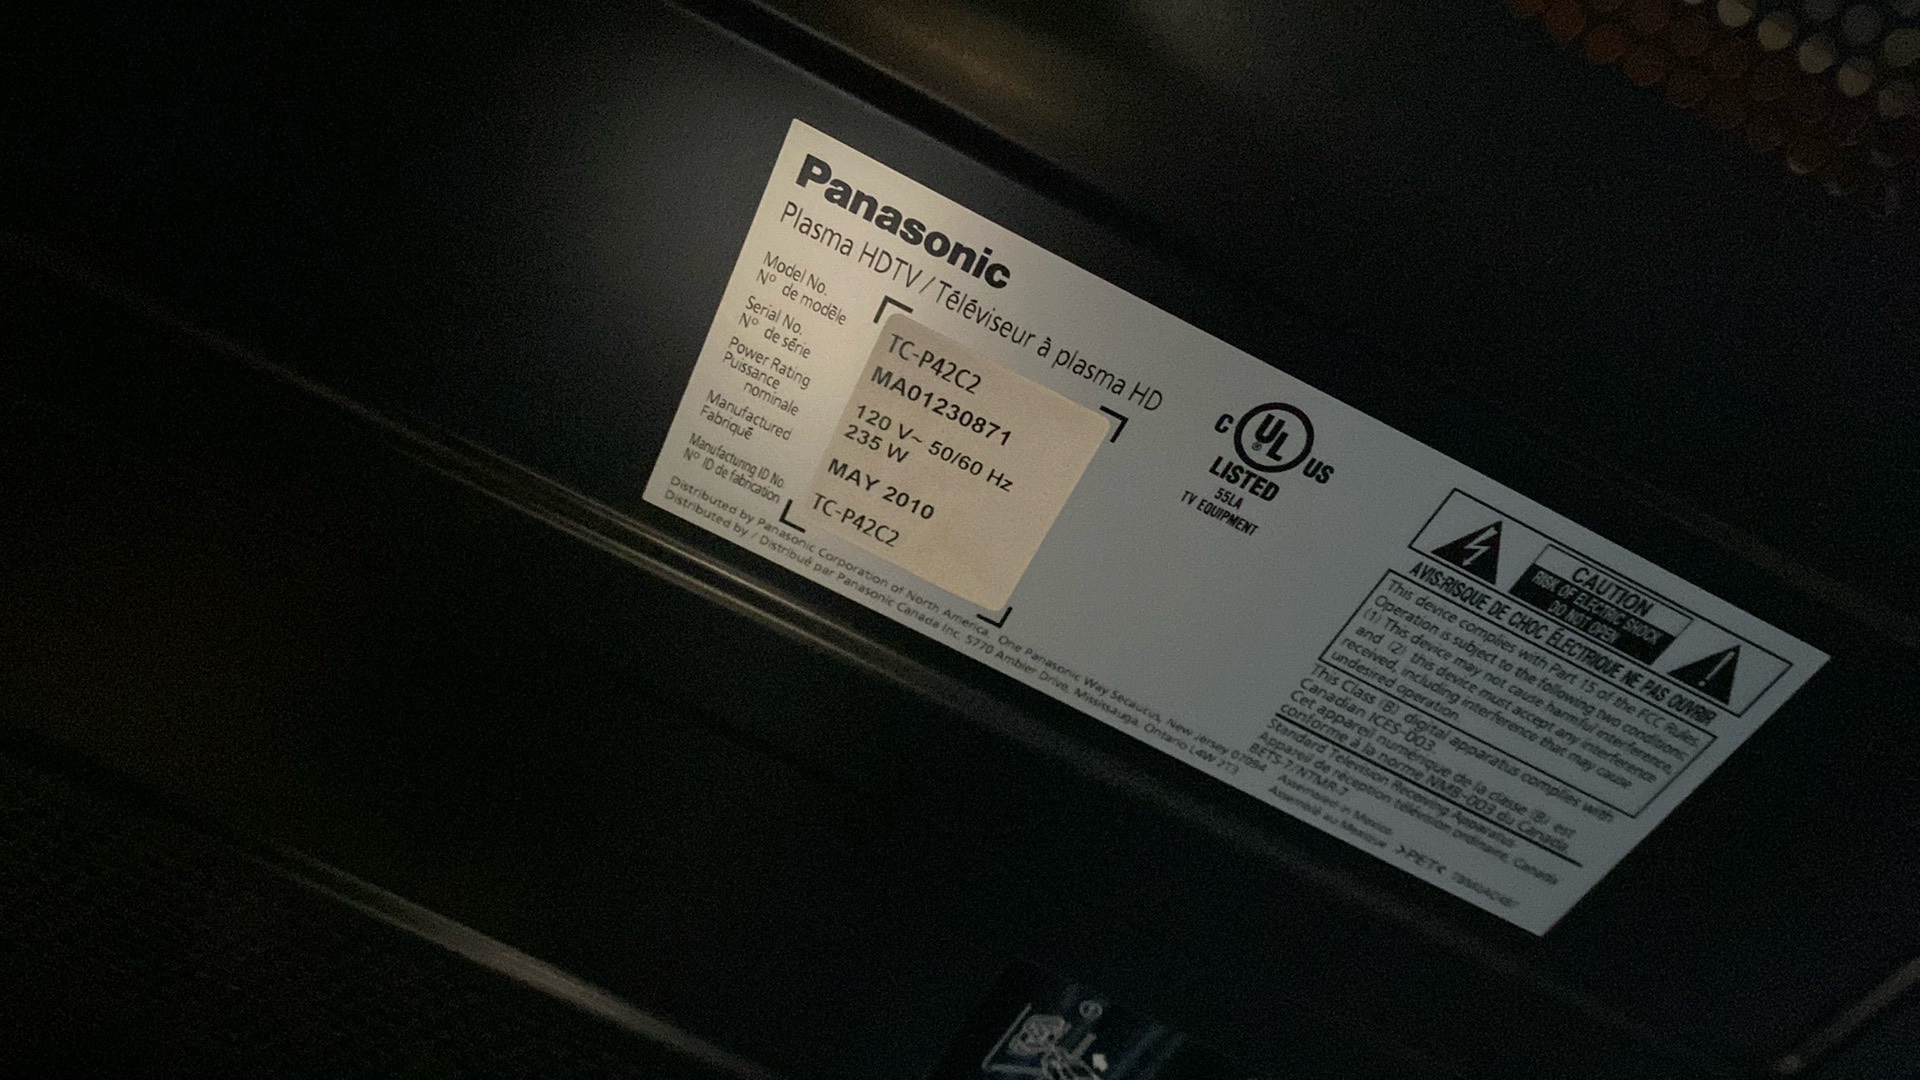 Panasonic
Plasma HDTV / Téléviseur à plasma HD
Model No.
Nº de modèle
TC-P42C2
Serial No.
Nº de série
MA01230871
Power Rating
Puissance
nominale
120 V~ 50/60 Hz
235 W
Manufactured
Fabriqué
MAY 2010
Manufacturing ID No.
Nº ID de fabrication
TC-P42C2
Distributed by Panasonic Corporation of North America. One Panasonic Way Secaucus, New Jersey 07094
Distributed by / Distribué par Panasonic Canada Inc. 5770 Ambler Drive, Mississauga, Ontario L4W 2T3
C UL US
®
LISTED
55LA
TV EQUIPMENT
CAUTION
RISK OF ELECTRIC SHOCK
DO NOT OPEN
AVIS:RISQUE DE CHOC ÉLECTRIQUE NE PAS OUVRIR
This device complies with Part 15 of the FCC Rules.
Operation is subject to the following two conditions:
(1) This device may not cause harmful interference,
and (2) this device must accept any interference
received, including interference that may cause
undesired operation.
This Class (B) digital apparatus complies with
Canadian ICES-003.
Cet appareil numérique de la classe (B) est
conforme à la norme NMB-003 du Canada.
Standard Television Receiving Apparatus
Appareil de réception télévision ordinaire, Canada
BETS-7/NTMR-7
Assembled in Mexico
Assemblé au Mexique
>PET<